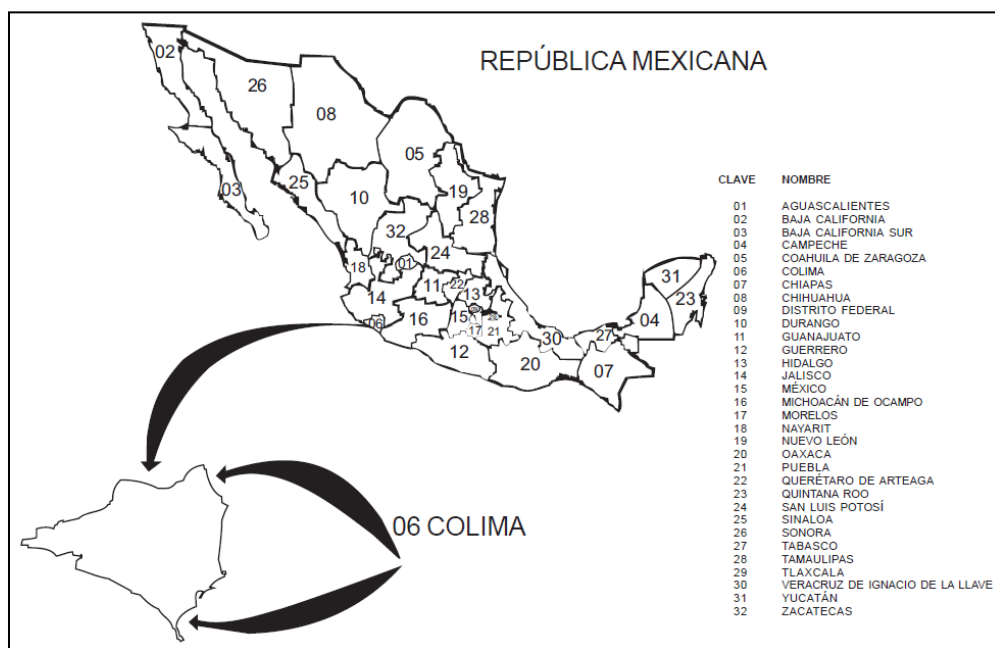 REPÚBLICA MEXICANA
02
26
08
05
03
25
10
19
28
32
24
18
01
14
11
22
13
31
23
06
16
15
17
21
04
30
27
12
20
07
CLAVE NOMBRE
01 AGUASCALIENTES
02 BAJA CALIFORNIA
03 BAJA CALIFORNIA SUR
04 CAMPECHE
05 COAHUILA DE ZARAGOZA
06 COLIMA
07 CHIAPAS
08 CHIHUAHUA
09 DISTRITO FEDERAL
10 DURANGO
11 GUANAJUATO
12 GUERRERO
13 HIDALGO
14 JALISCO
15 MÉXICO
16 MICHOACÁN DE OCAMPO
17 MORELOS
18 NAYARIT
19 NUEVO LEÓN
20 OAXACA
21 PUEBLA
22 QUERÉTARO DE ARTEAGA
23 QUINTANA ROO
24 SAN LUIS POTOSÍ
25 SINALOA
26 SONORA
27 TABASCO
28 TAMAULIPAS
29 TLAXCALA
30 VERACRUZ DE IGNACIO DE LA LLAVE
31 YUCATÁN
32 ZACATECAS
06 COLIMA